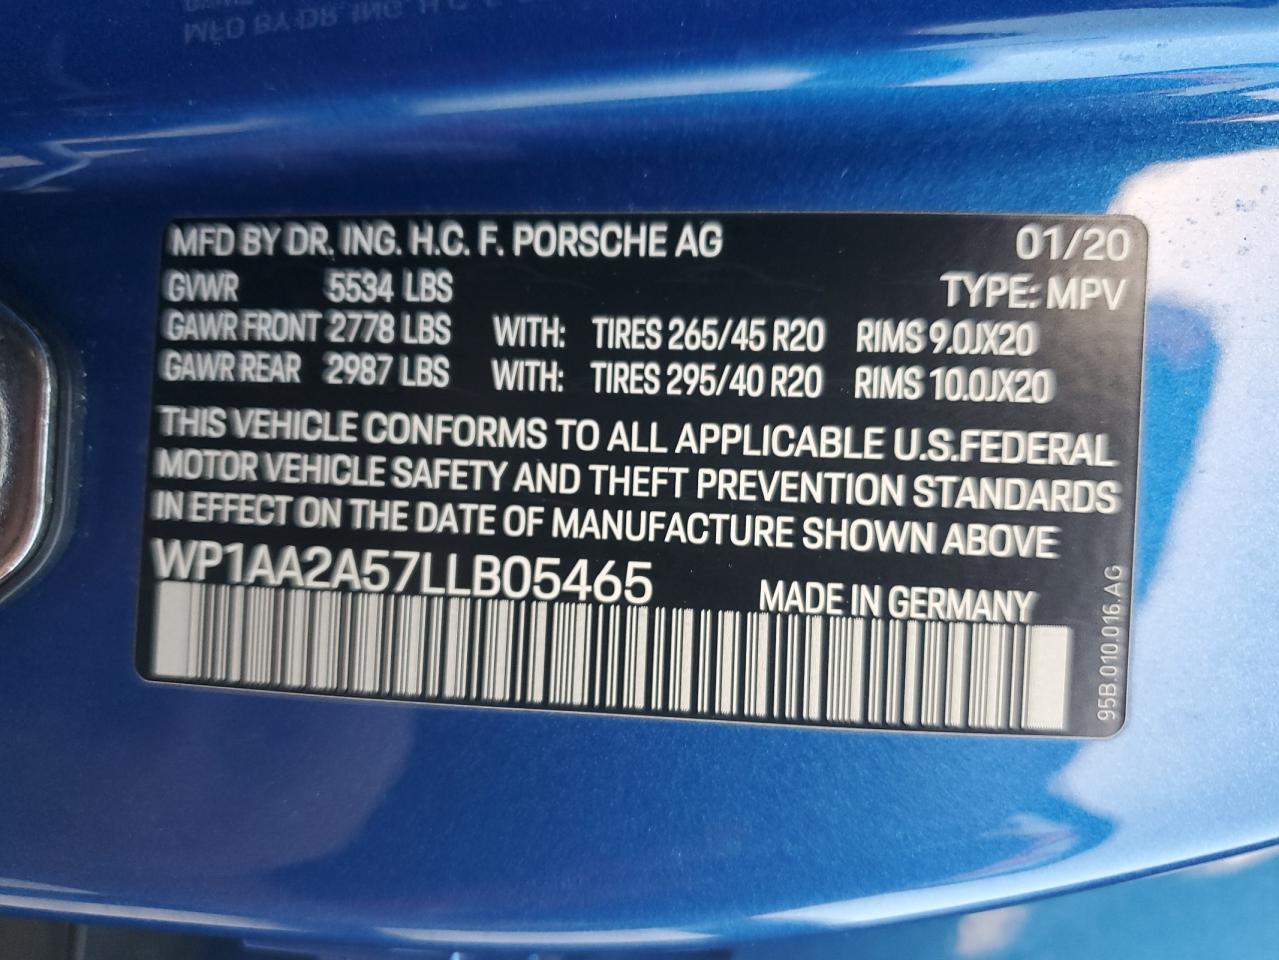 MFD BY DR. ING. H.C. F. PORSCHE AG 01/20
GVWR 5534 LBS TYPE: MPV
GAWR FRONT 2778 LBS WITH: TIRES 265/45 R20 RIMS 9.0JX20
GAWR REAR 2987 LBS WITH: TIRES 295/40 R20 RIMS 10.0JX20
THIS VEHICLE CONFORMS TO ALL APPLICABLE U.S.FEDERAL
MOTOR VEHICLE SAFETY AND THEFT PREVENTION STANDARDS
IN EFFECT ON THE DATE OF MANUFACTURE SHOWN ABOVE
WP1AA2A57LLB05465
MADE IN GERMANY
95B.010.016.AG